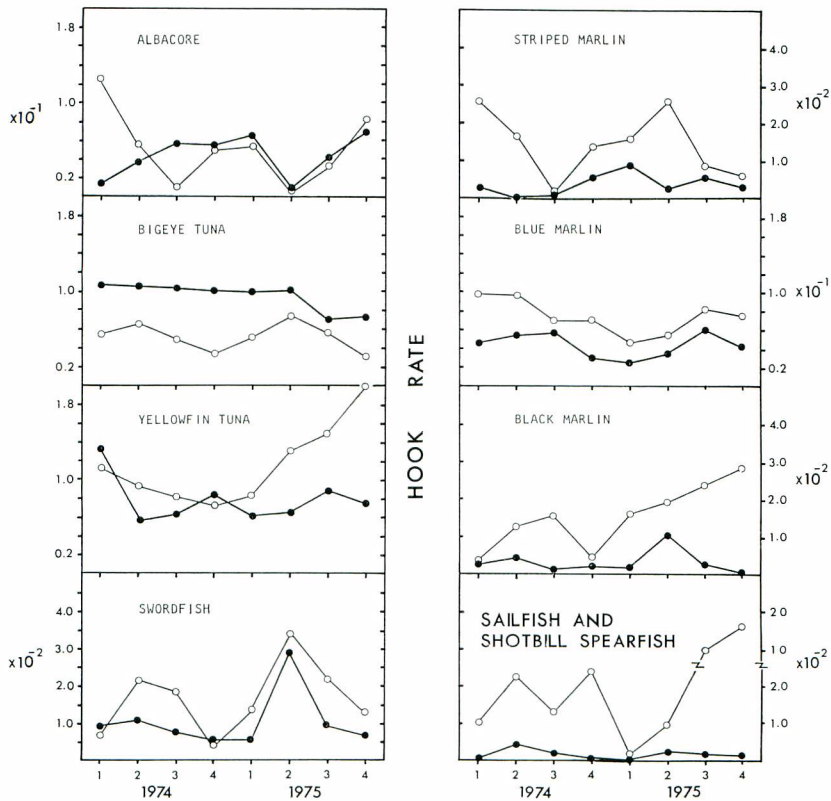 ALBACORE
1.8
1.0
0.2
x10-1
BIGEYE TUNA
1.8
1.0
0.2
YELLOWFIN TUNA
1.8
1.0
0.2
SWORDFISH
4.0
3.0
2.0
1.0
x10-2
1 2 3 4 1 2 3 4
1974 1975
HOOK RATE
STRIPED MARLIN
4.0
3.0
2.0
1.0
x10-2
BLUE MARLIN
1.8
1.0
0.2
x10-1
BLACK MARLIN
4.0
3.0
2.0
1.0
x10-2
SAILFISH AND
SHOTBILL SPEARFISH
20
10
2.0
1.0
x10-2
1 2 3 4 1 2 3 4
1974 1975